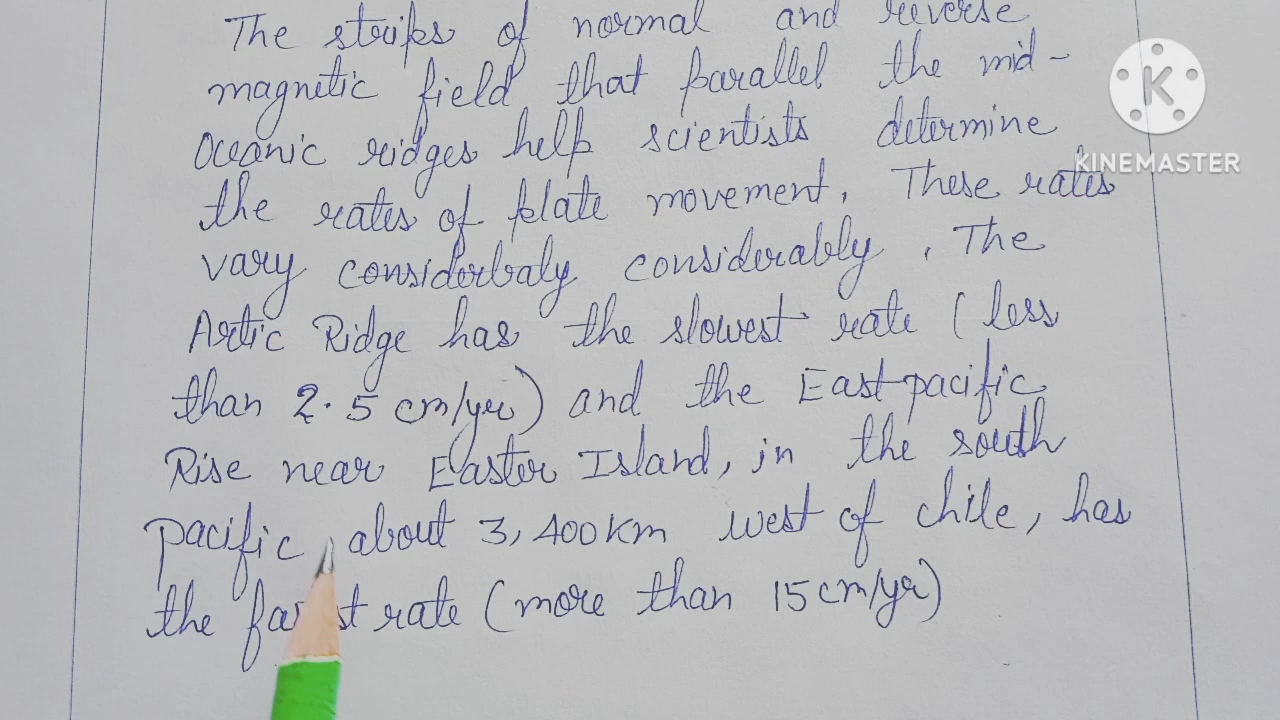 The strips of normal and reverse
magnetic field that parallel the mid-
Oceanic ridges help scientists determine
the rates of plate movement. These rates
vary considerbaly considerably. The
Artic Ridge has the slowest rate (less
than 2.5 cm/yr) and the East pacific
Rise near Easter Island, in the south
pacific about 3,400 km west of chile, has
the rate (more than 15 cm/yr)
K
KINEMASTER